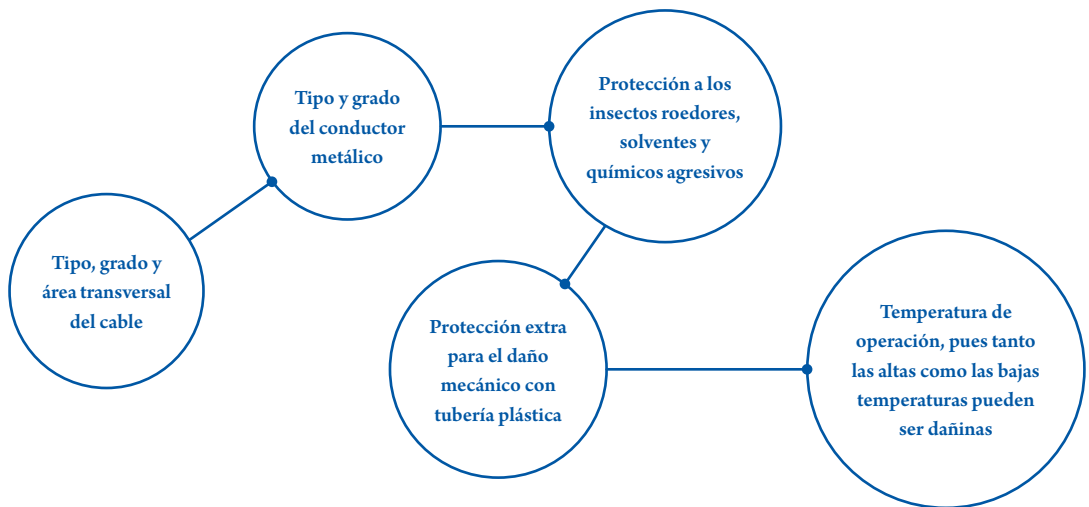 Tipo, grado y
área transversal
del cable
Tipo y grado
del conductor
metálico
Protección a los
insectos roedores,
solventes y
químicos agresivos
Protección extra
para el daño
mecánico con
tubería plástica
Temperatura de
operación, pues tanto
las altas como las bajas
temperaturas pueden
ser dañinas